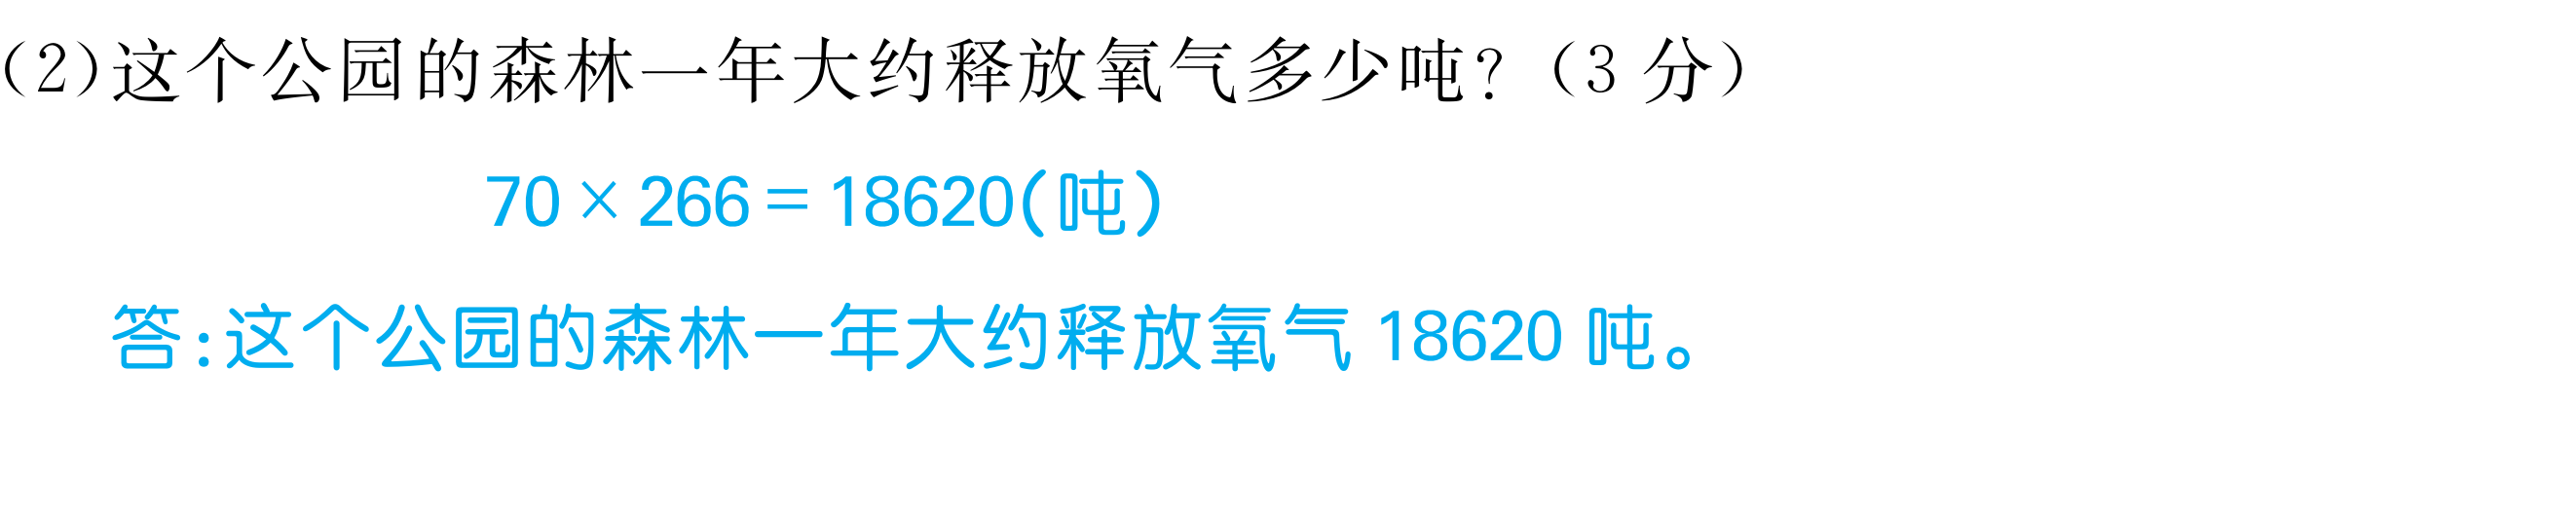 (2)这个公园的森林一年大约释放氧气多少吨?(3 分)
70×266=18620(吨)
答:这个公园的森林一年大约释放氧气 18620 吨。